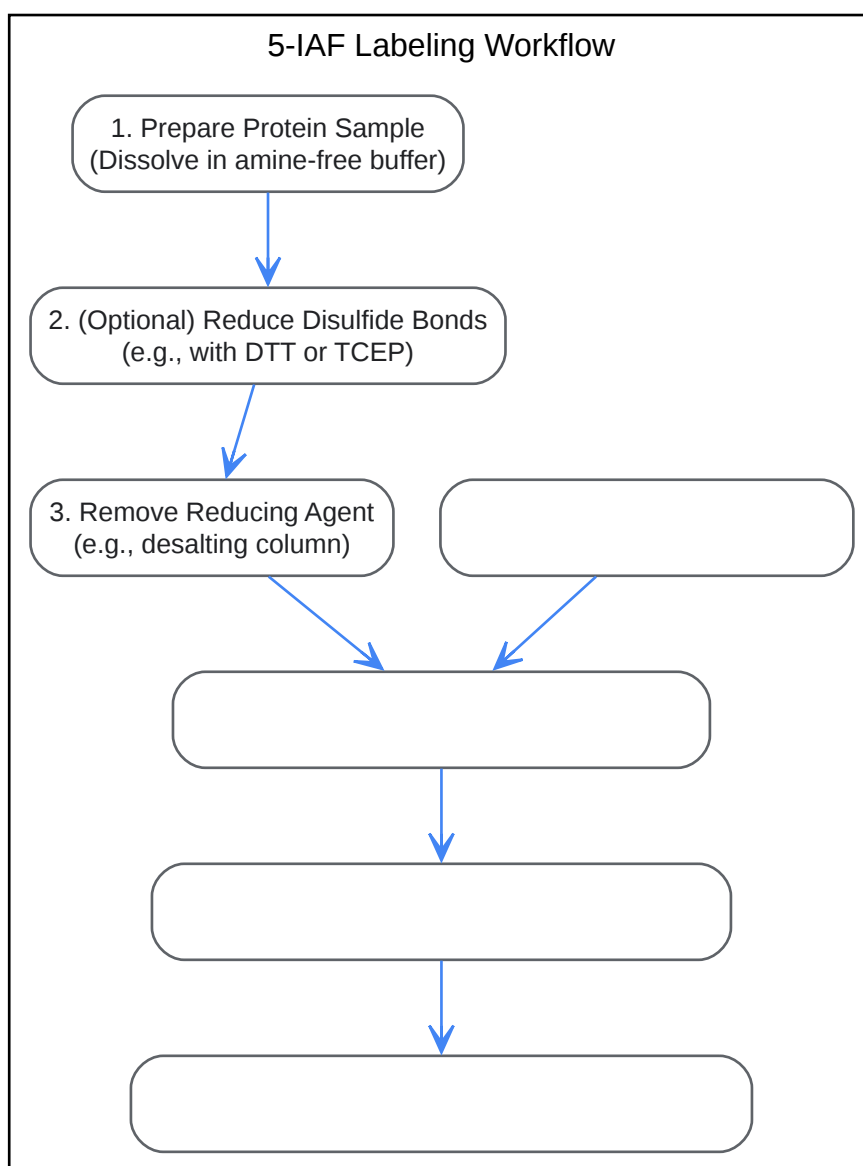 5-IAF Labeling Workflow
1. Prepare Protein Sample
(Dissolve in amine-free buffer)
2. (Optional) Reduce Disulfide Bonds
(e.g., with DTT or TCEP)
3. Remove Reducing Agent
(e.g., desalting column)